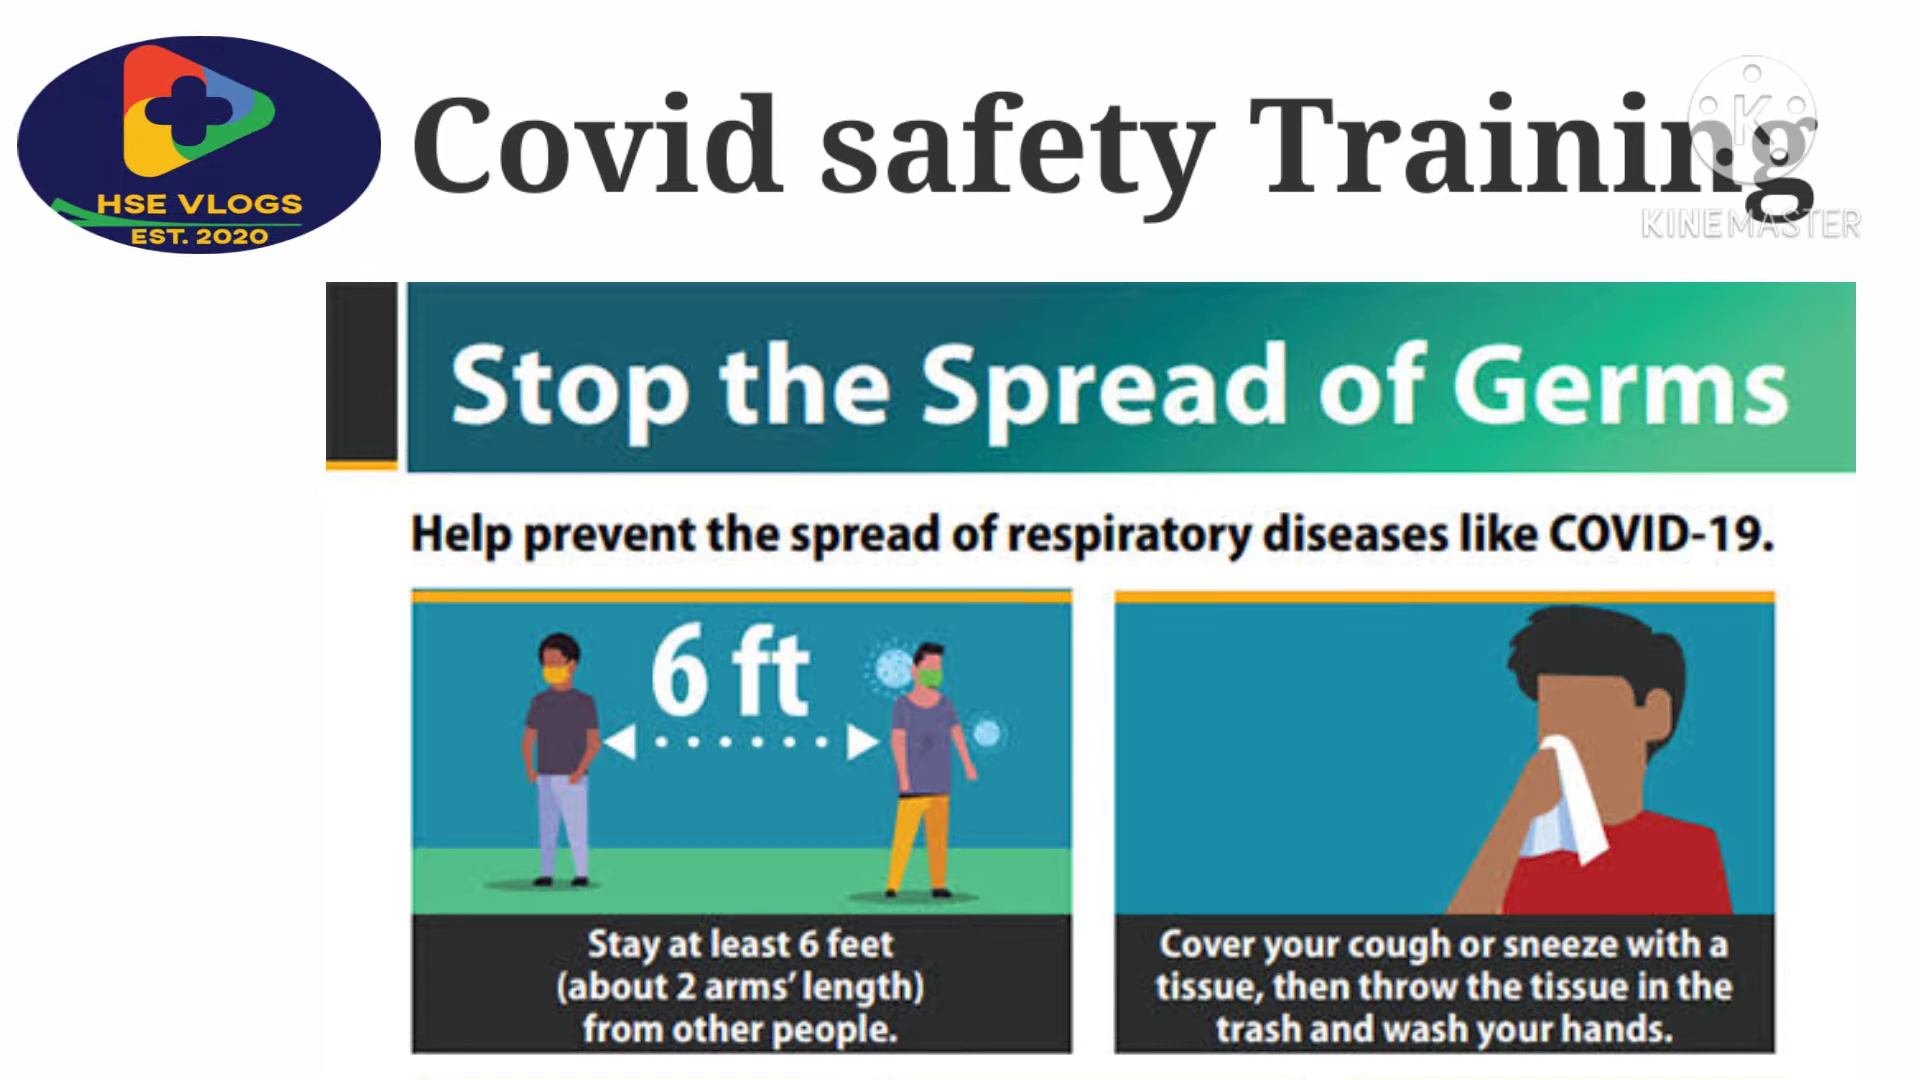 HSE VLOGS
EST. 2020
Covid safety Training
K
KINEMASTER
Stop the Spread of Germs
Help prevent the spread of respiratory diseases like COVID-19.
6 ft
Stay at least 6 feet
(about 2 arms’ length)
from other people.
Cover your cough or sneeze with a
tissue, then throw the tissue in the
trash and wash your hands.